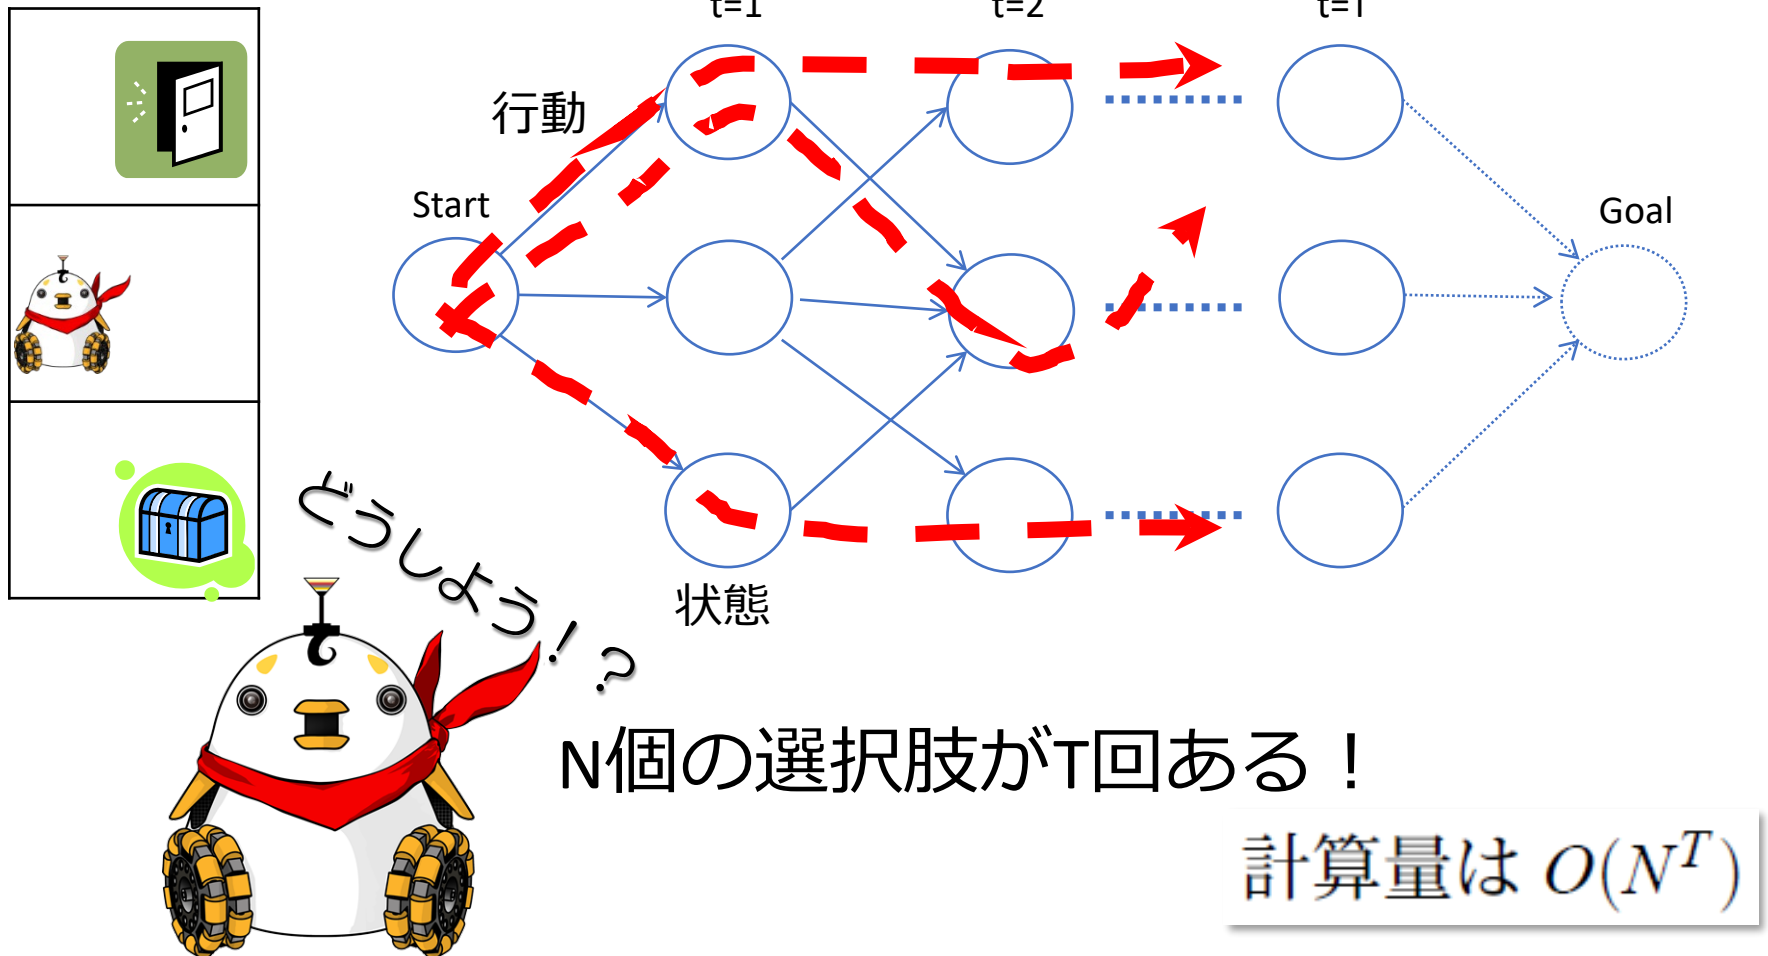 t=1
t=2
t=T
行動
Start
Goal
状態
どうしよう！？
N個の選択肢がT回ある！
計算量は O(N^T)